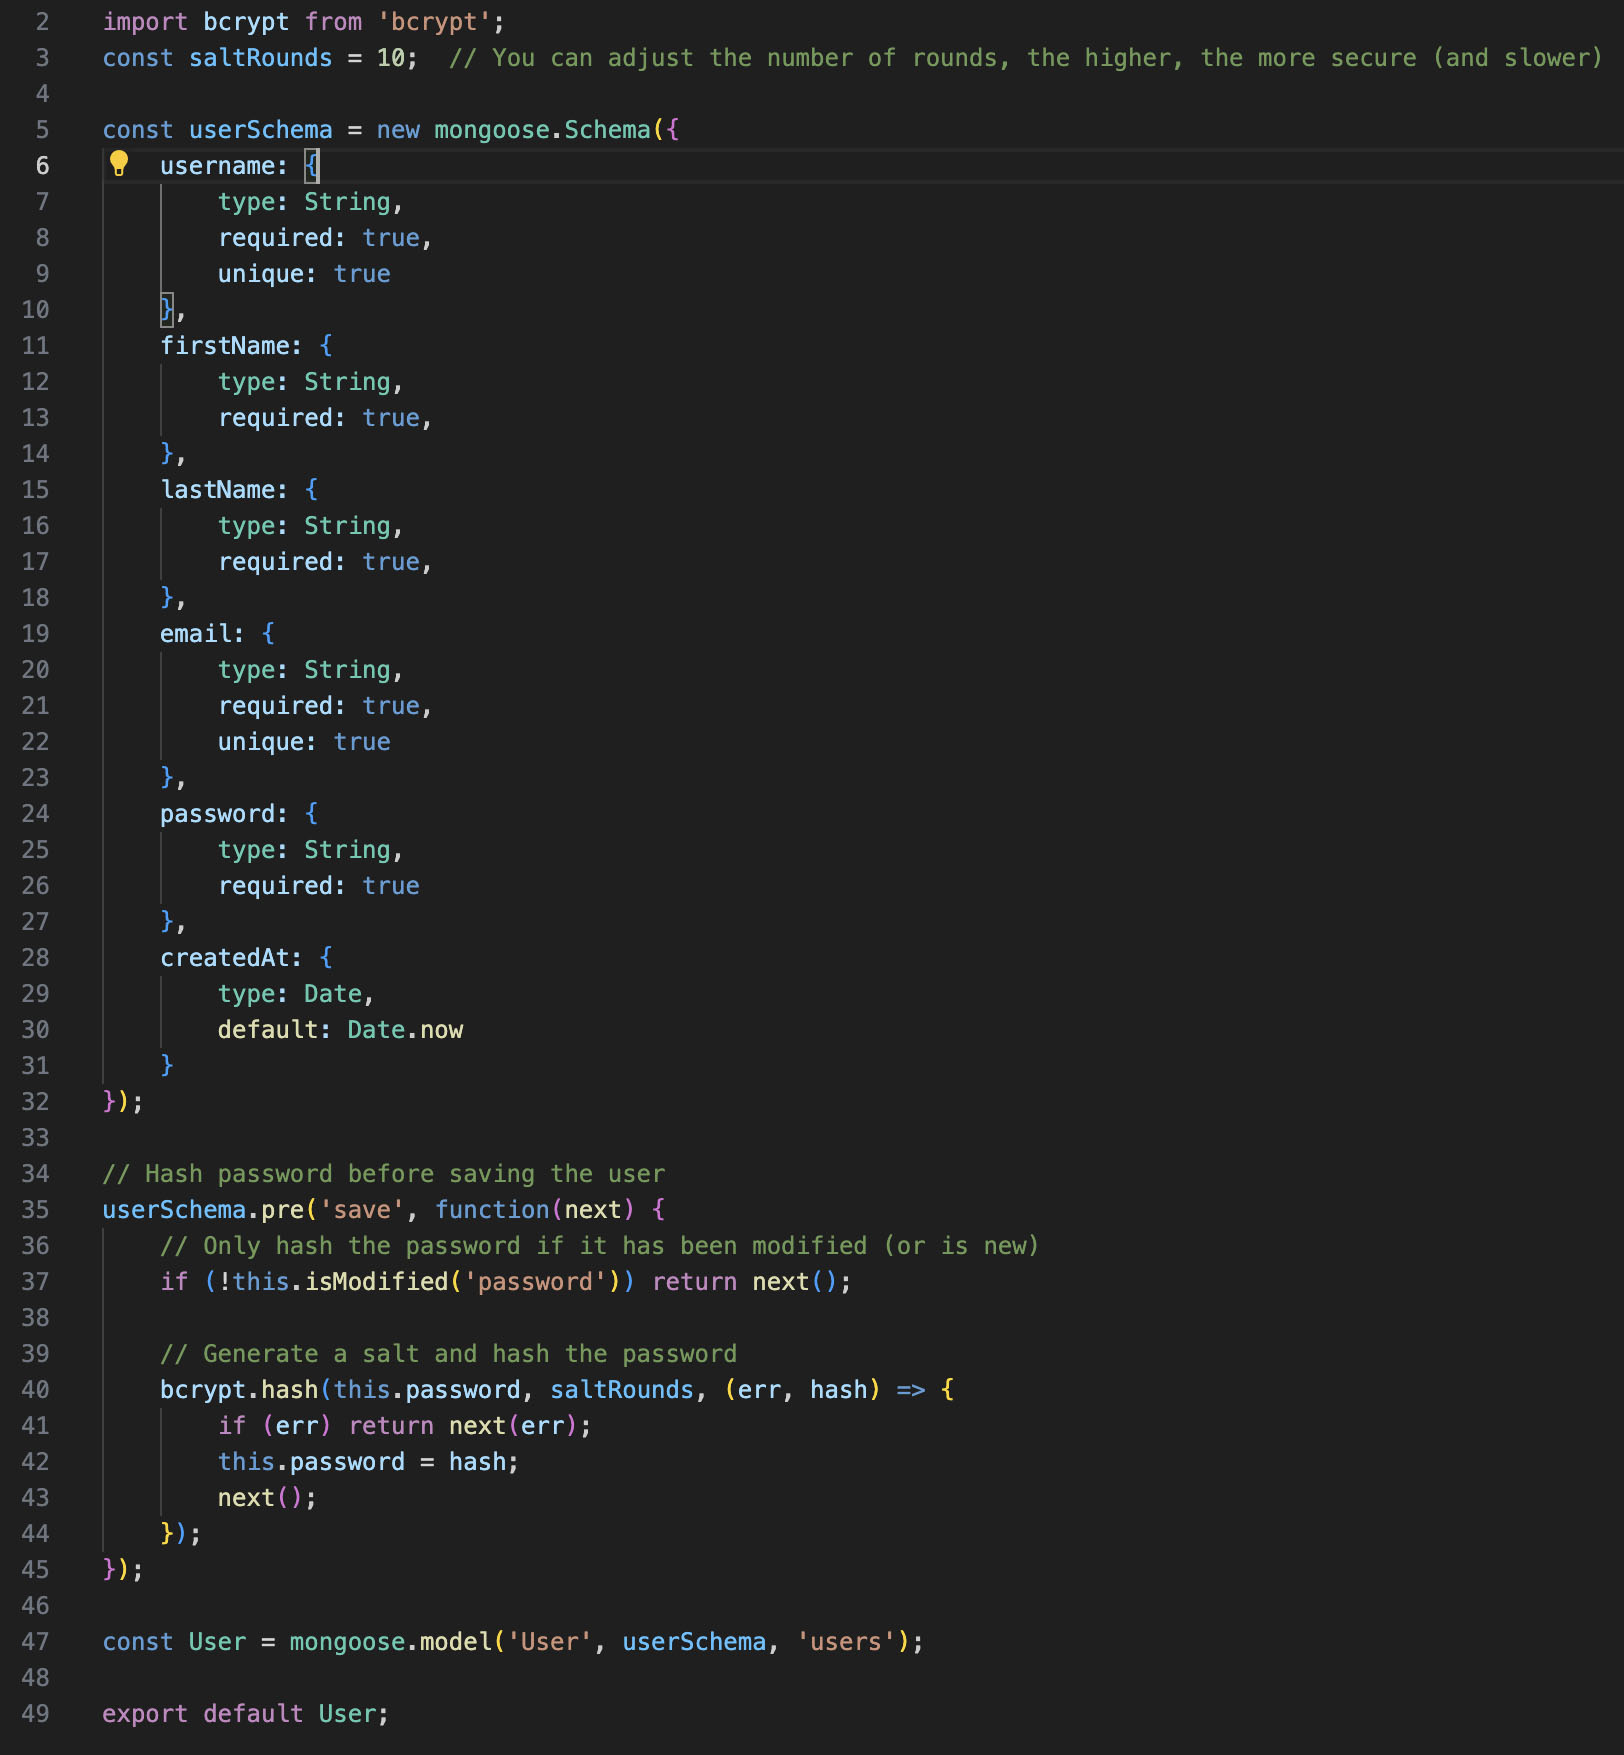 2 import bcrypt from 'bcrypt';
3 const saltRounds = 10;  // You can adjust the number of rounds, the higher, the more secure (and slower)
4
5 const userSchema = new mongoose.Schema({
6     username: {
7         type: String,
8         required: true,
9         unique: true
10     },
11     firstName: {
12         type: String,
13         required: true,
14     },
15     lastName: {
16         type: String,
17         required: true,
18     },
19     email: {
20         type: String,
21         required: true,
22         unique: true
23     },
24     password: {
25         type: String,
26         required: true
27     },
28     createdAt: {
29         type: Date,
30         default: Date.now
31     }
32 });
33
34 // Hash password before saving the user
35 userSchema.pre('save', function(next) {
36     // Only hash the password if it has been modified (or is new)
37     if (!this.isModified('password')) return next();
38
39     // Generate a salt and hash the password
40     bcrypt.hash(this.password, saltRounds, (err, hash) => {
41         if (err) return next(err);
42         this.password = hash;
43         next();
44     });
45 });
46
47 const User = mongoose.model('User', userSchema, 'users');
48
49 export default User;